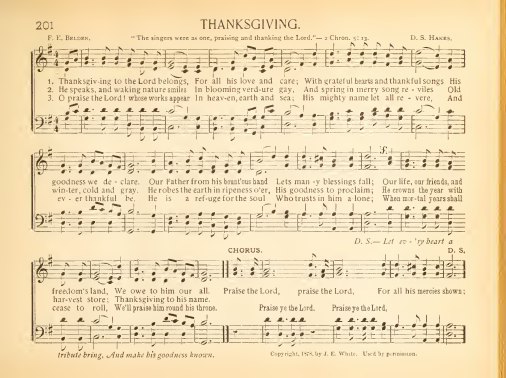 201
THANKSGIVING.
F. E. BELDEN.
"The singers were as one, praising and thanking the Lord."— 2 Chron. 5: 13.
D. S. HAKES.
1. Thanksgiv-ing to the Lord belongs, For all his love and care; With grateful hearts and thankful songs His
2. He speaks, and waking nature smiles In blooming verd-ure gay, And spring in merry song re - viles Old
3. O praise the Lord! whose works appear In heav-en, earth and sea; His mighty name let all re - vere, And
goodness we de - clare. Our Father from his bount'ous hand Lets man-y blessings fall; Our life, our friends, and
win-ter, cold and gray. He robes the earth in ripeness o'er, His goodness to proclaim; He crowns the year with
ev - er thankful be. He is a ref-uge for the soul Who trusts in him a lone; When mor-tal years shall
D. S.— Let ev - 'ry heart a
CHORUS.
D. S.
freedom's land, We owe to him our all. Praise the Lord, praise the Lord, For all his mercies shown;
har-vest store; Thanksgiving to his name.
cease to roll, We'll praise him round his throne. Praise ye the Lord, Praise ye the Lord,
tribute bring, And make his goodness known.
Copyright, 1878, by J. E. White. Used by permission.